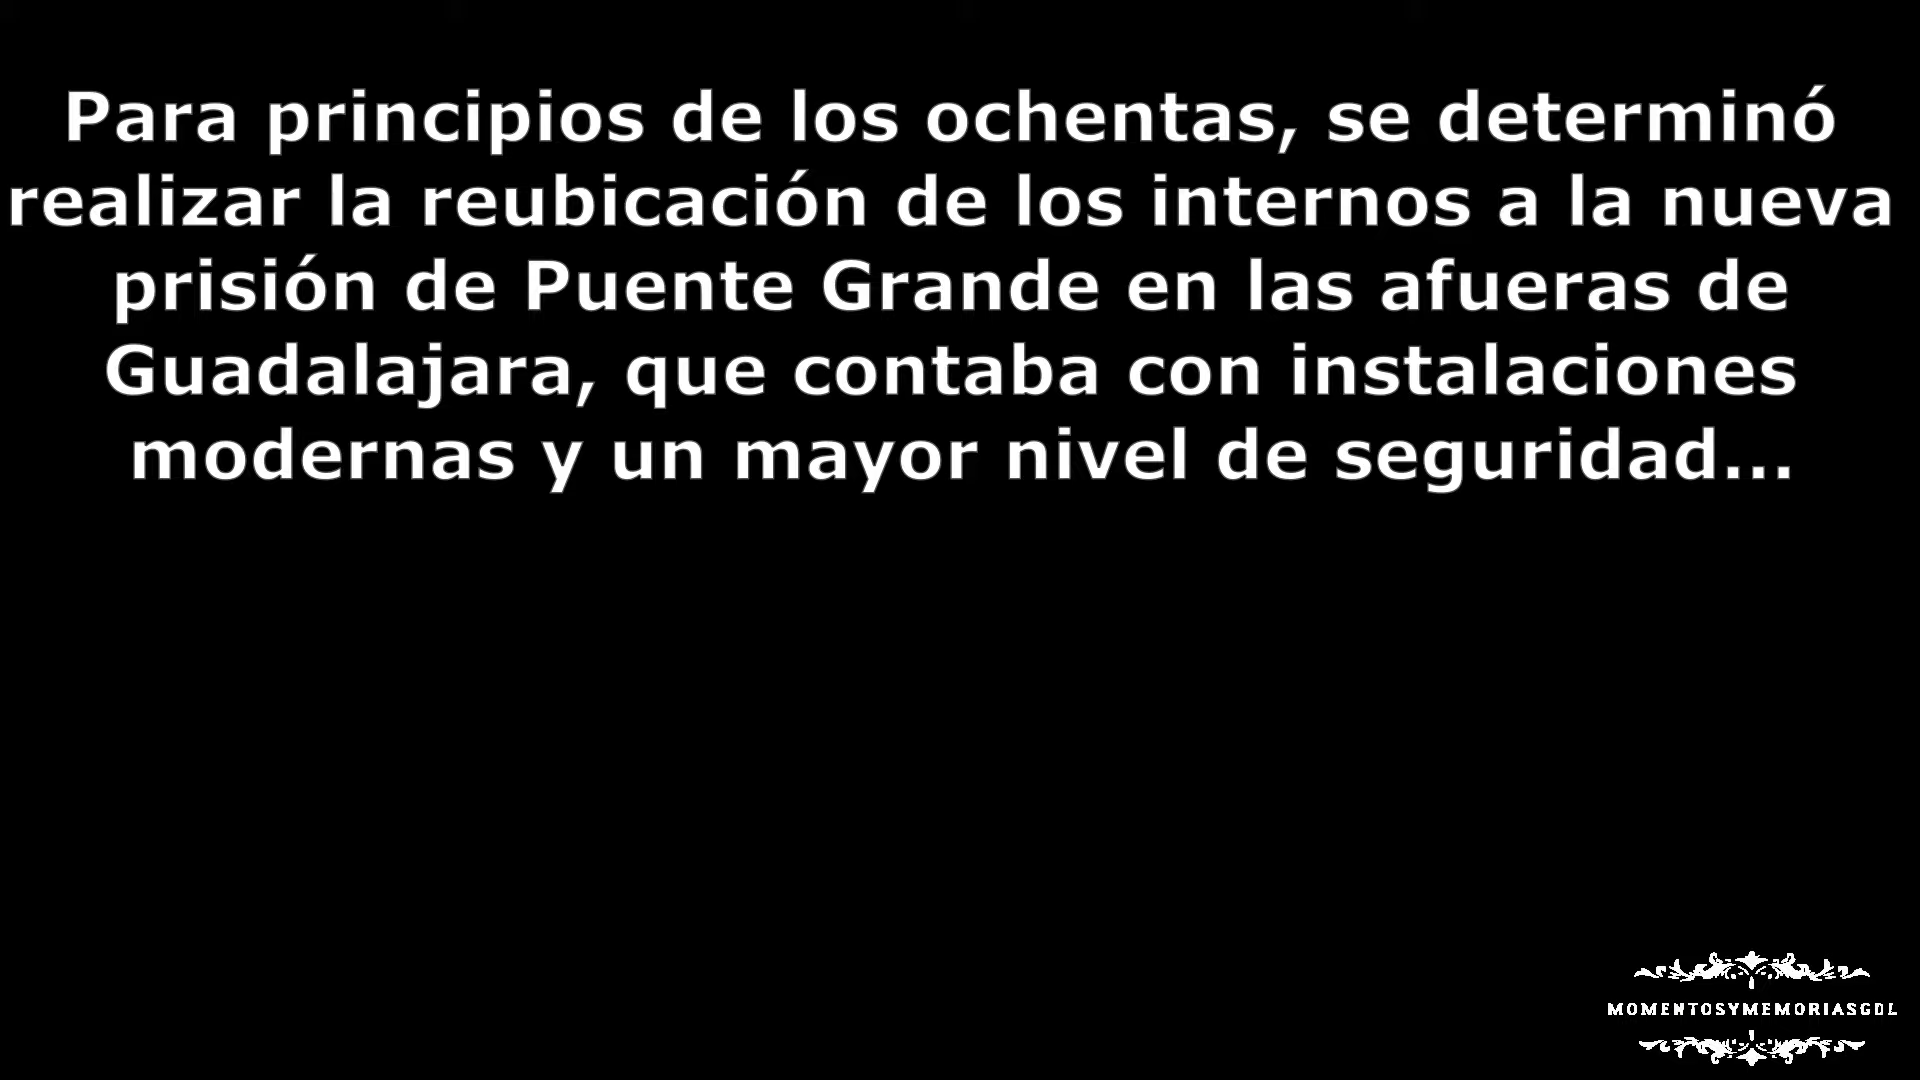 Para principios de los ochentas, se determinó
realizar la reubicación de los internos a la nueva
prisión de Puente Grande en las afueras de
Guadalajara, que contaba con instalaciones
modernas y un mayor nivel de seguridad...
MOMENTOSYMEMORIASGDL